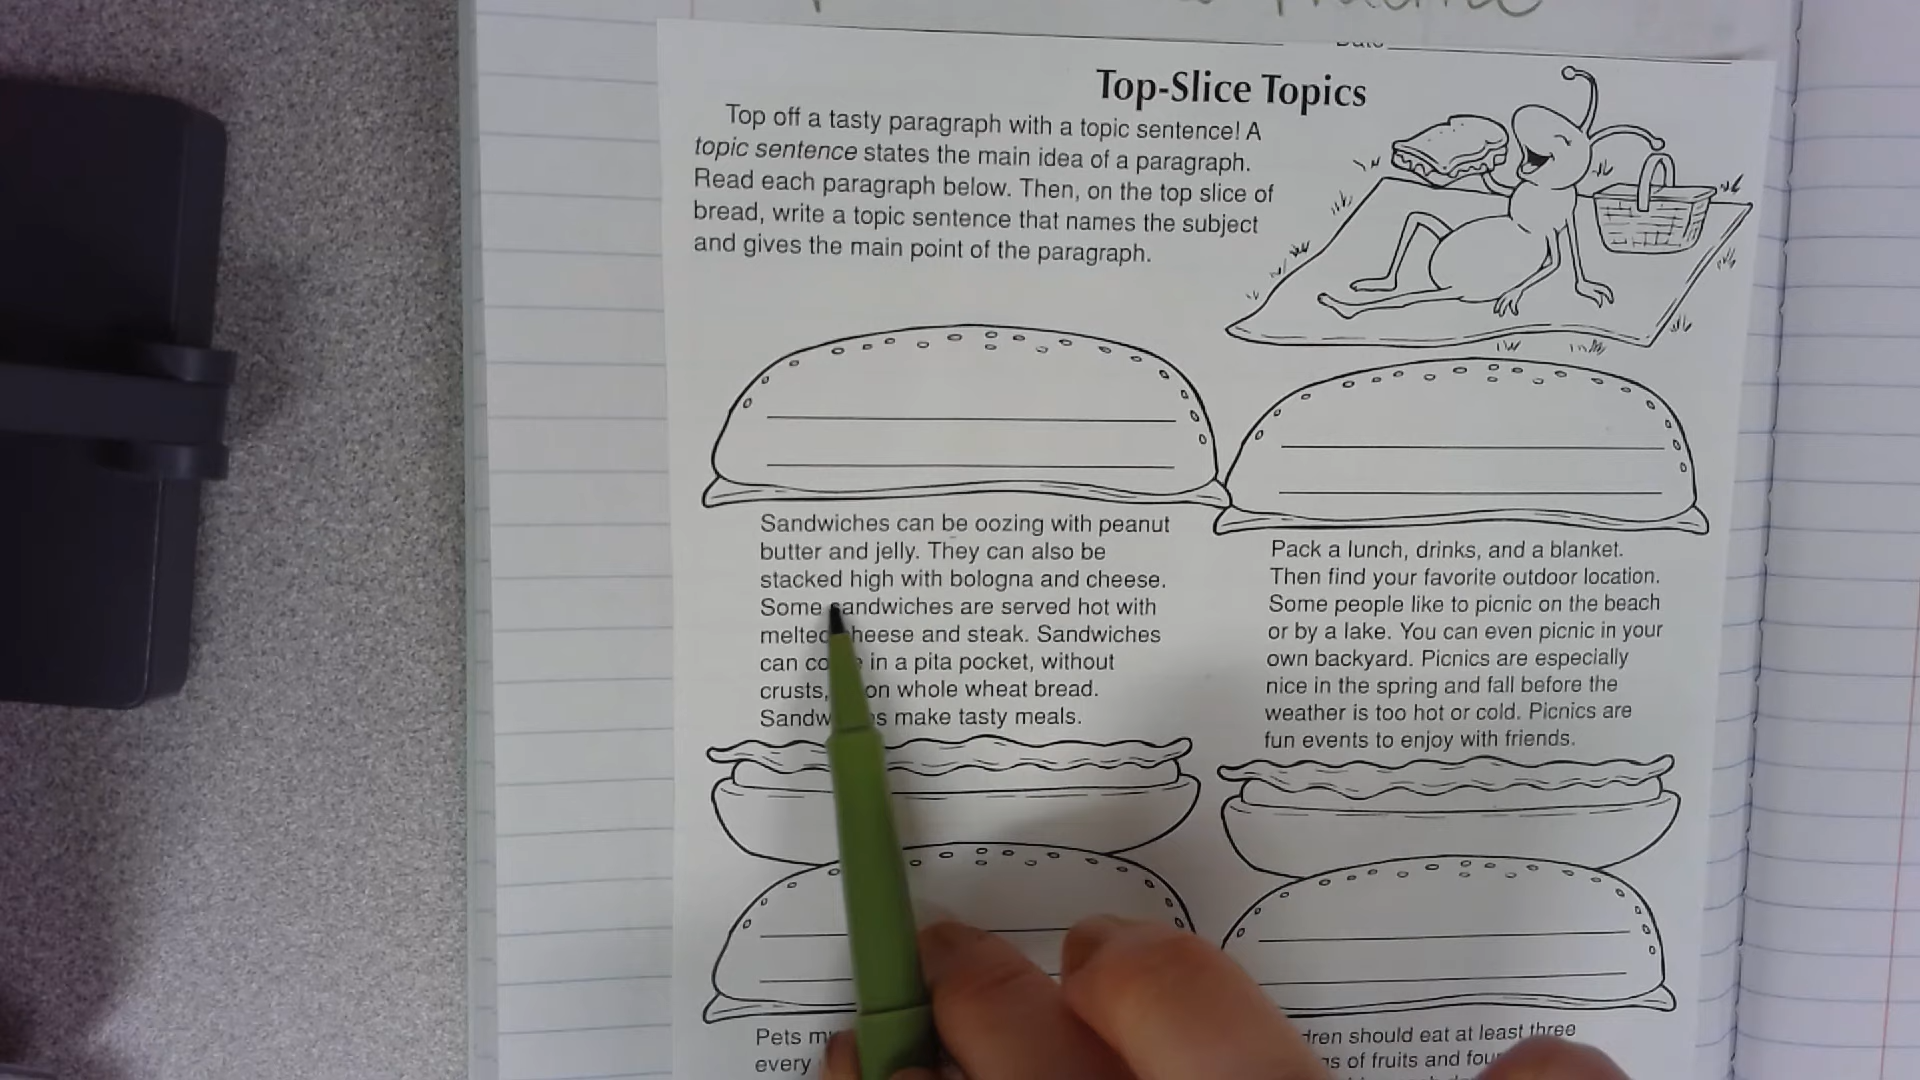 Top-Slice Topics
Top off a tasty paragraph with a topic sentence! A
topic sentence states the main idea of a paragraph.
Read each paragraph below. Then, on the top slice of
bread, write a topic sentence that names the subject
and gives the main point of the paragraph.
Sandwiches can be oozing with peanut
butter and jelly. They can also be
stacked high with bologna and cheese.
Some sandwiches are served hot with
melted cheese and steak. Sandwiches
can come in a pita pocket, without
crusts, on whole wheat bread.
Sandwiches make tasty meals.
Pack a lunch, drinks, and a blanket.
Then find your favorite outdoor location.
Some people like to picnic on the beach
or by a lake. You can even picnic in your
own backyard. Picnics are especially
nice in the spring and fall before the
weather is too hot or cold. Picnics are
fun events to enjoy with friends.
Pets
every
should eat at least three
of fruits and